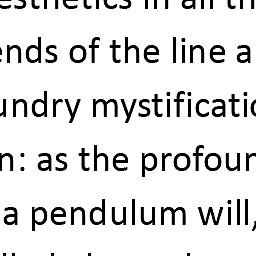 esthetics in all th
ends of the line a
undry mystificatio
n: as the profoun
a pendulum will,